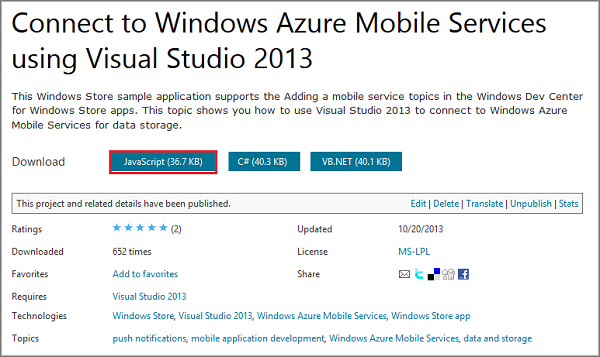 Connect to Windows Azure Mobile Services
using Visual Studio 2013
This Windows Store sample application supports the Adding a mobile service topics in the Windows Dev Center
for Windows Store apps. This topic shows you how to use Visual Studio 2013 to connect to Windows Azure
Mobile Services for data storage.
Download JavaScript (36.7 KB) C# (40.3 KB) VB.NET (40.1 KB)
This project and related details have been published. Edit | Delete | Translate | Unpublish | Stats
Ratings (2) Updated 10/20/2013
Downloaded 652 times License MS-LPL
Favorites Add to favorites Share
Requires Visual Studio 2013
Technologies Windows Store, Visual Studio 2013, Windows Azure Mobile Services, Windows Store app
Topics push notifications, mobile application development, Windows Azure Mobile Services, data and storage